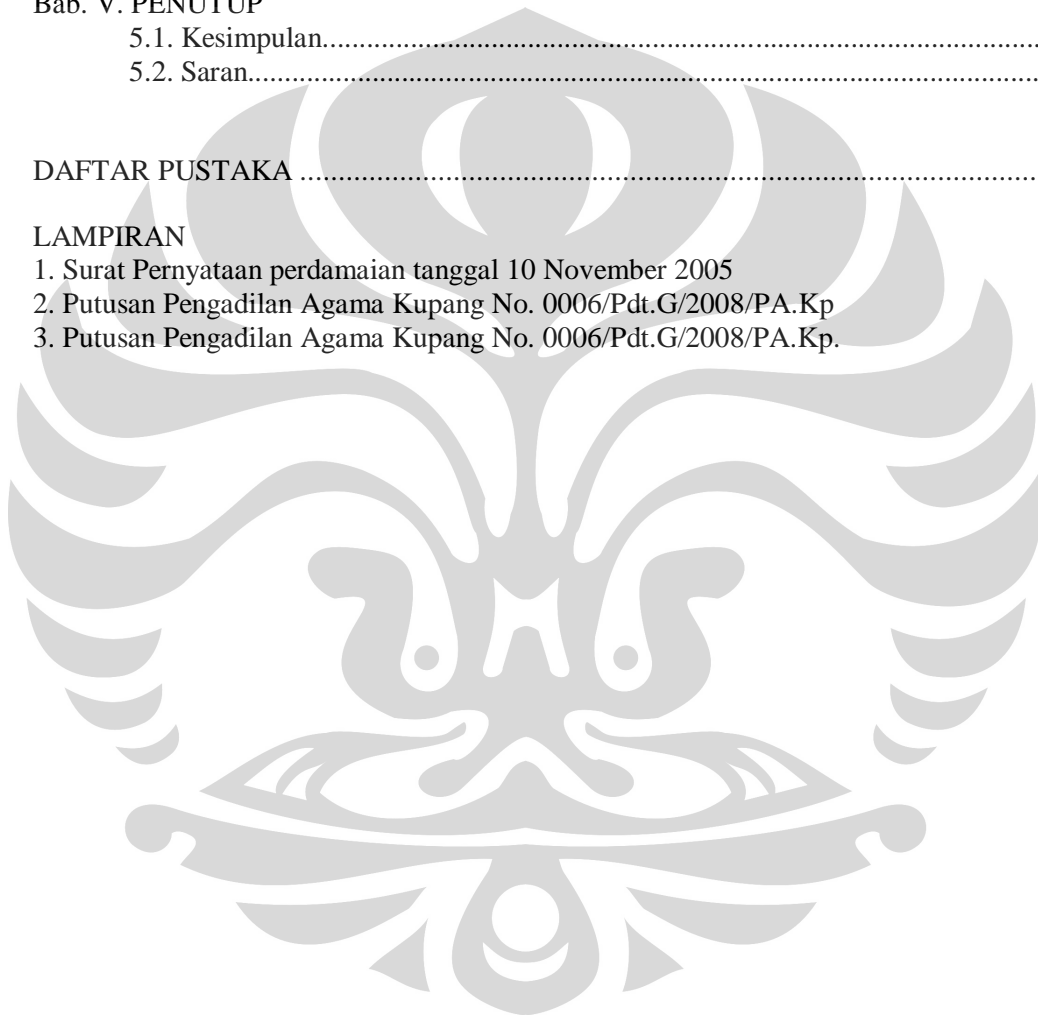 Bab. V. PENUTUP
5.1. Kesimpulan...........................................................................................................
5.2. Saran.....................................................................................................................
DAFTAR PUSTAKA ....................................................................................................
LAMPIRAN
1. Surat Pernyataan perdamaian tanggal 10 November 2005
2. Putusan Pengadilan Agama Kupang No. 0006/Pdt.G/2008/PA.Kp
3. Putusan Pengadilan Agama Kupang No. 0006/Pdt.G/2008/PA.Kp.